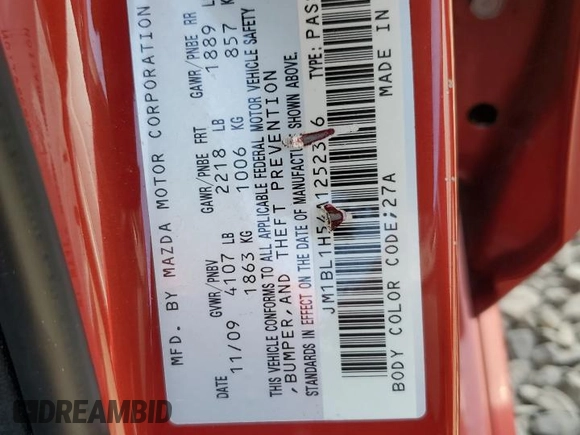 MFD. BY MAZDA MOTOR CORPORATION
GVWR/PNBV GAWR/PNBE FRT GAWR/PNBE RR
DATE 4107 LB 2218 LB 1889 L
11/09 1863 KG 1006 KG 857 K
THIS VEHICLE CONFORMS TO ALL APPLICABLE FEDERAL MOTOR VEHICLE SAFETY
,BUMPER,AND THEFT PREVENTION
STANDARDS IN EFFECT ON THE DATE OF MANUFACTURE SHOWN ABOVE.
TYPE: PAS
BODY COLOR CODE;27A MADE IN
DREAMBID